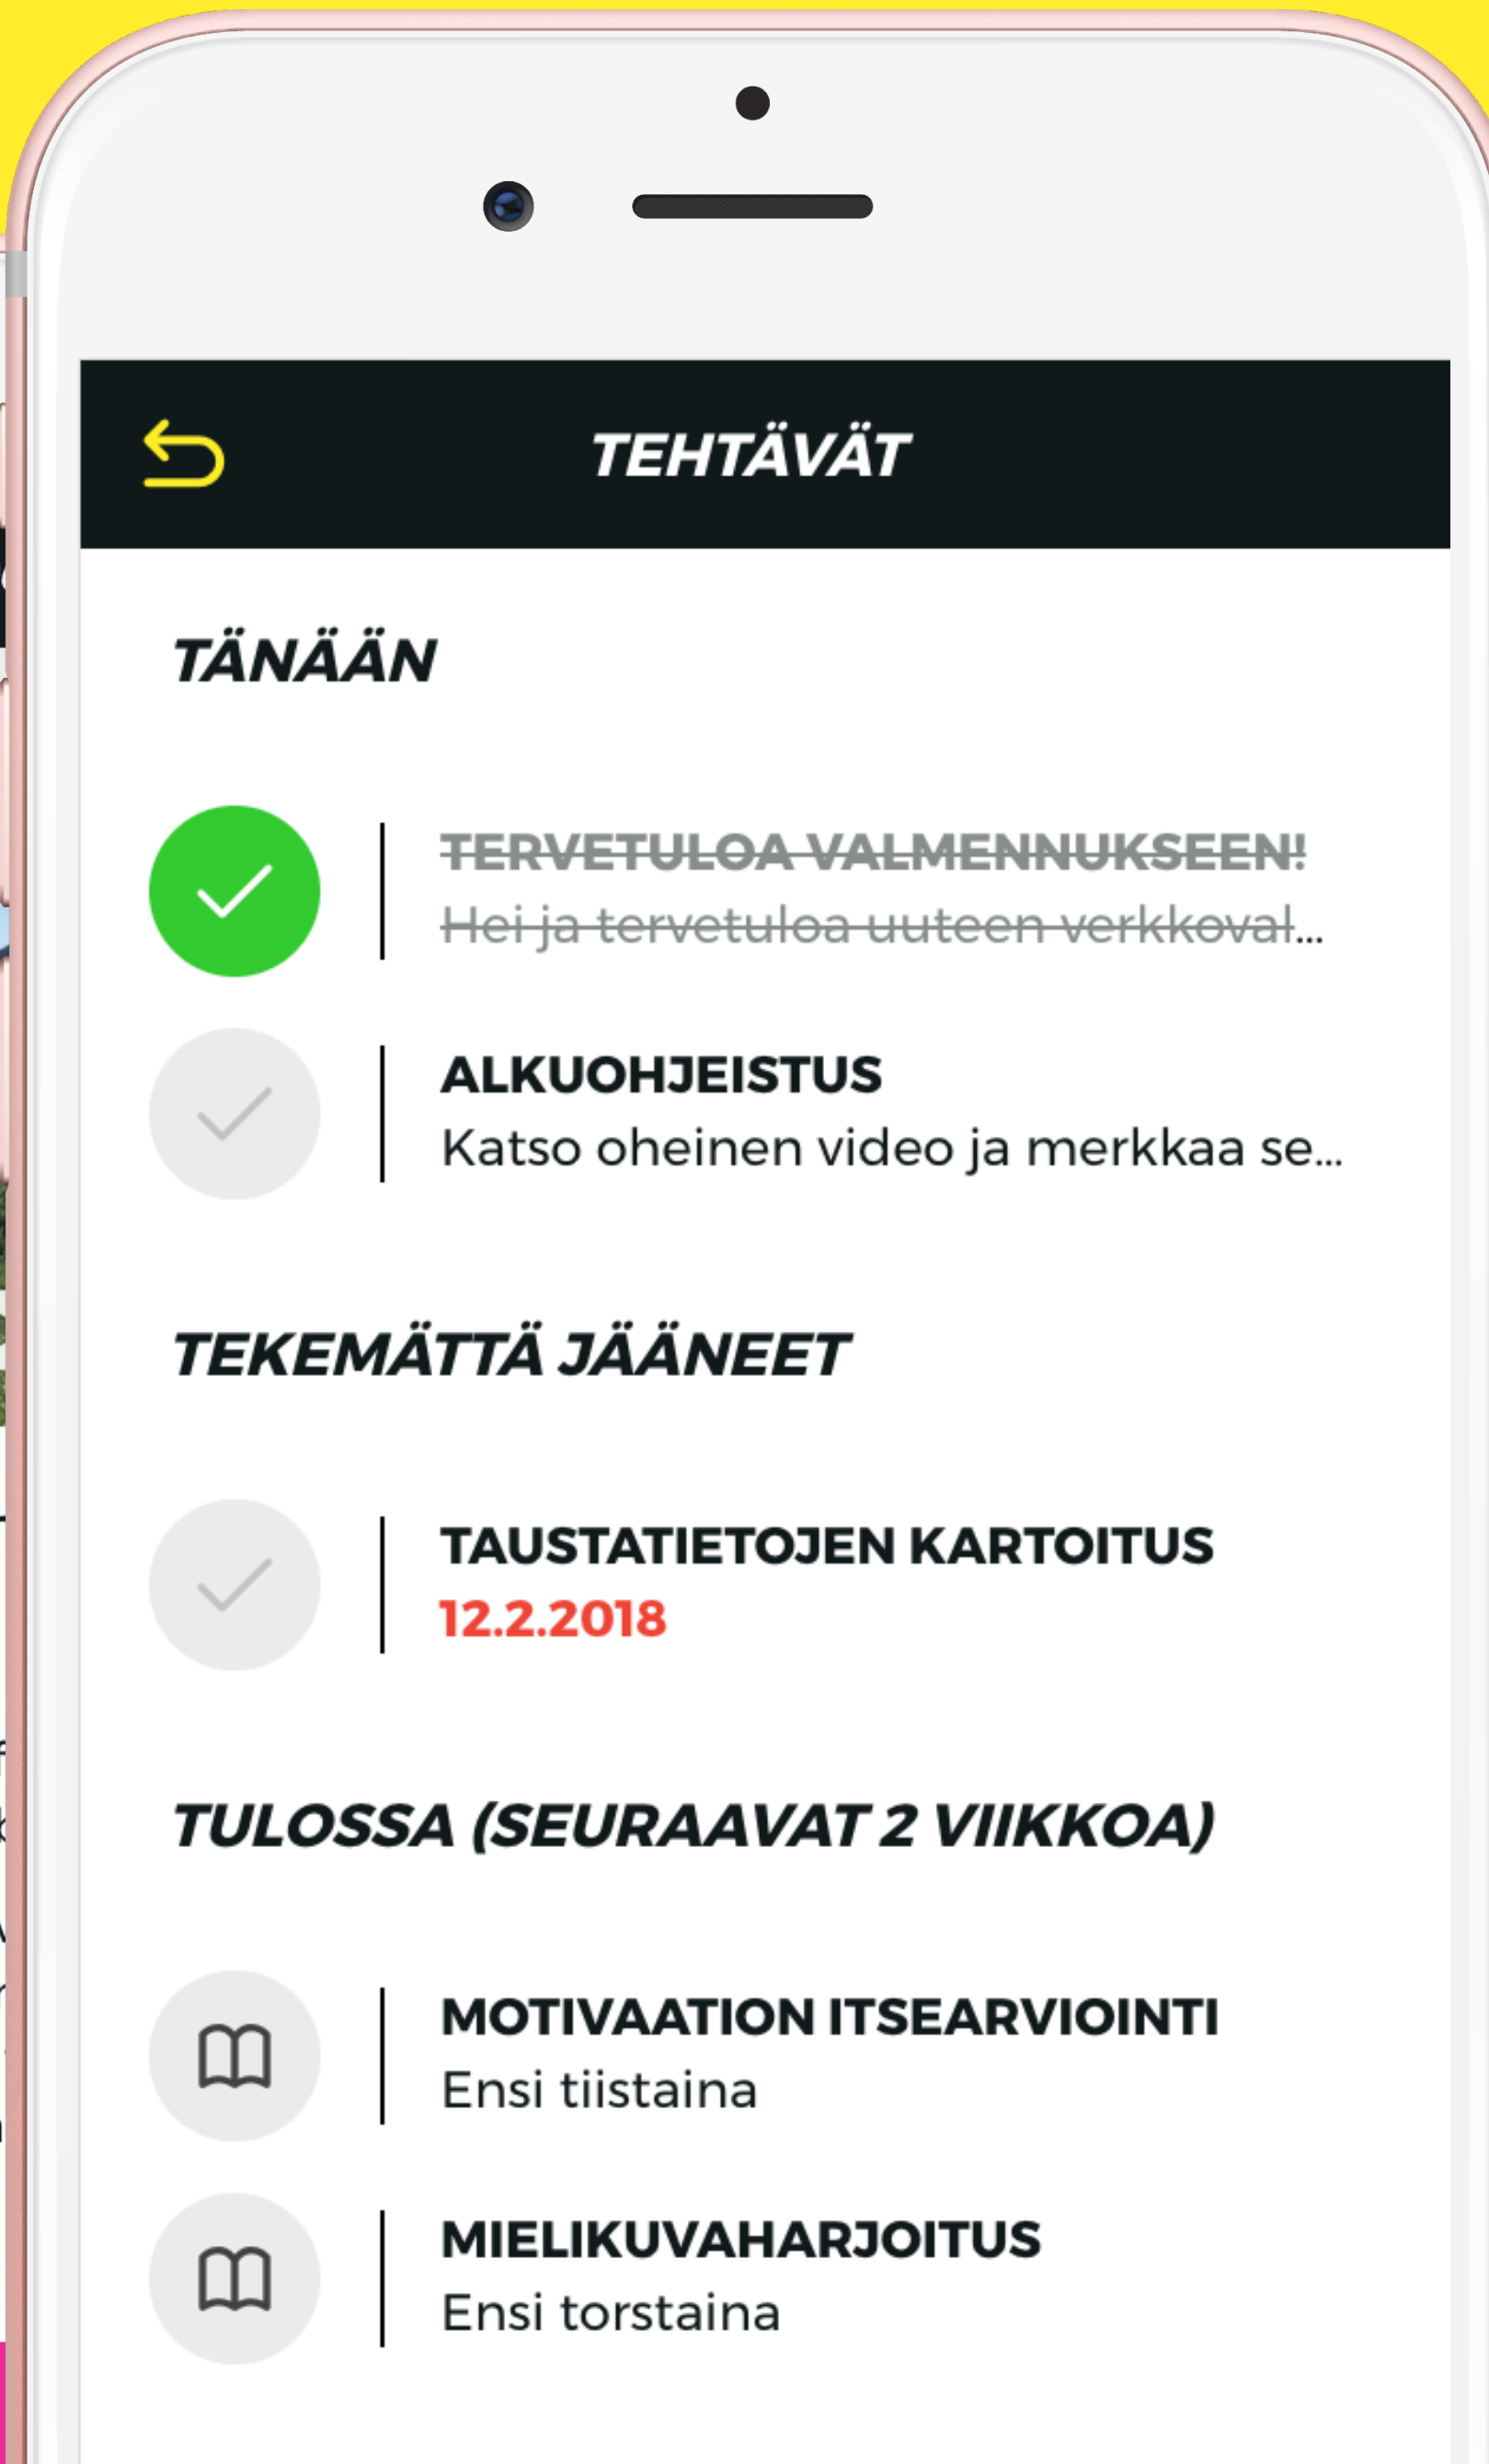 TEHTÄVÄT
TÄNÄÄN
TERVETULOA VALMENNUKSEEN!
Hei ja tervetuloa uuteen verkkoval...
ALKUOHJEISTUS
Katso oheinen video ja merkkaa se...
TEKEMÄTTÄ JÄÄNEET
TAUSTATIETOJEN KARTOITUS
12.2.2018
TULOSSA (SEURAAVAT 2 VIIKKOA)
MOTIVAATION ITSEARVIOINTI
Ensi tiistaina
MIELIKUVAHARJOITUS
Ensi torstaina